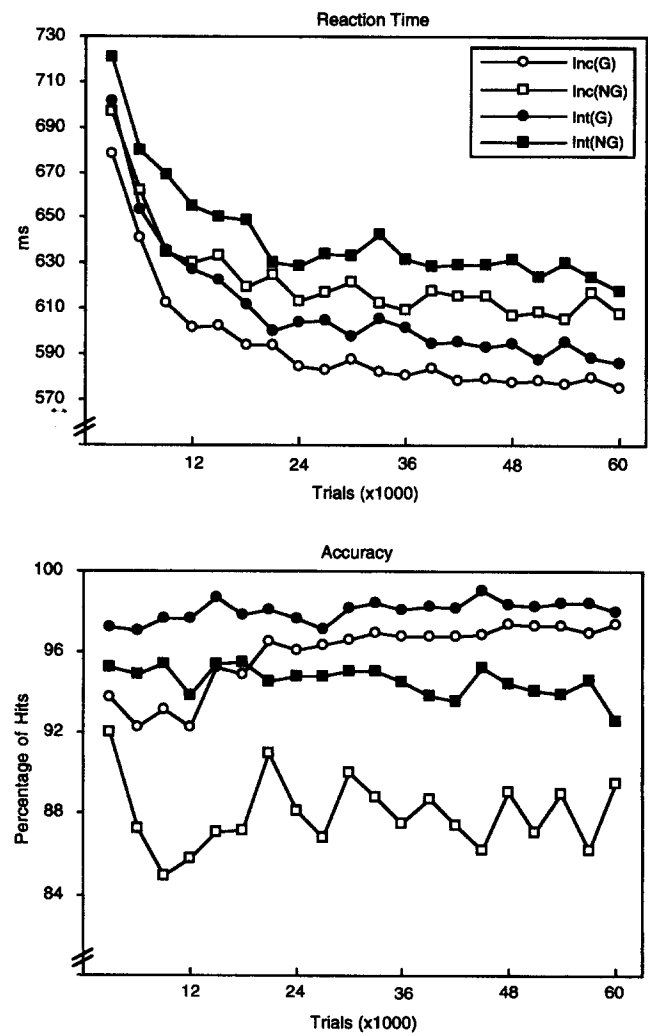 Reaction Time
730
710
690
670
650
630
610
590
570
ms
Inc(G)
Inc(NG)
Int(G)
Int(NG)
12 24 36 48 60
Trials (x1000)
Accuracy
100
96
92
88
84
Percentage of Hits
12 24 36 48 60
Trials (x1000)